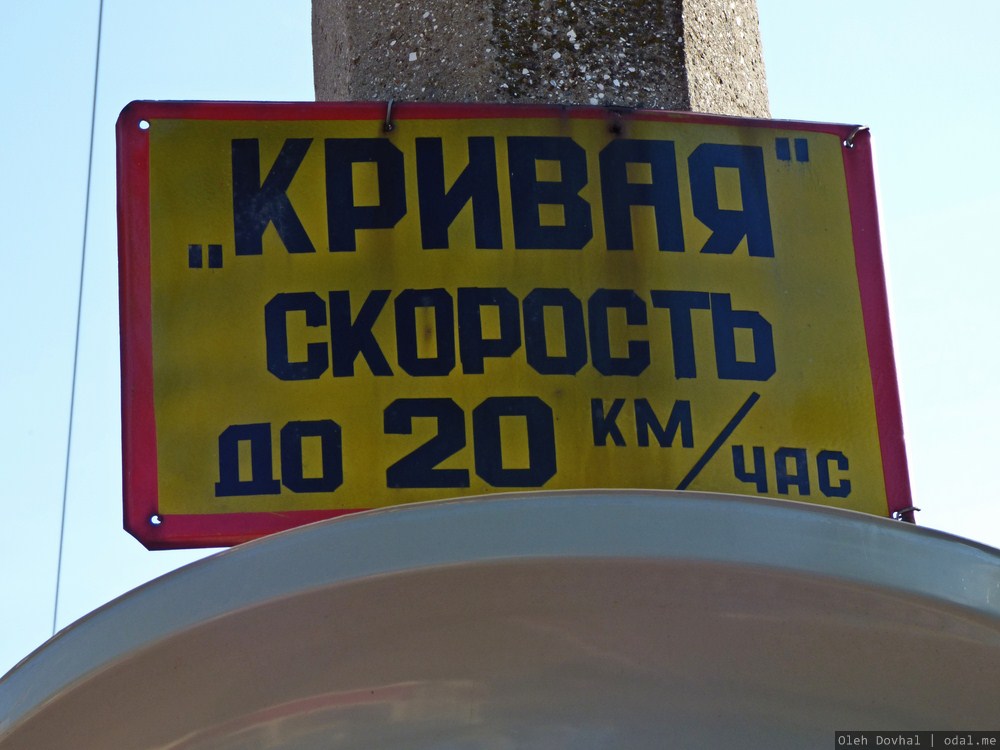 „КРИВАЯ"
СКОРОСТЬ
ДО 20 КМ/ЧАС
Oleh Dovhal | odal.me